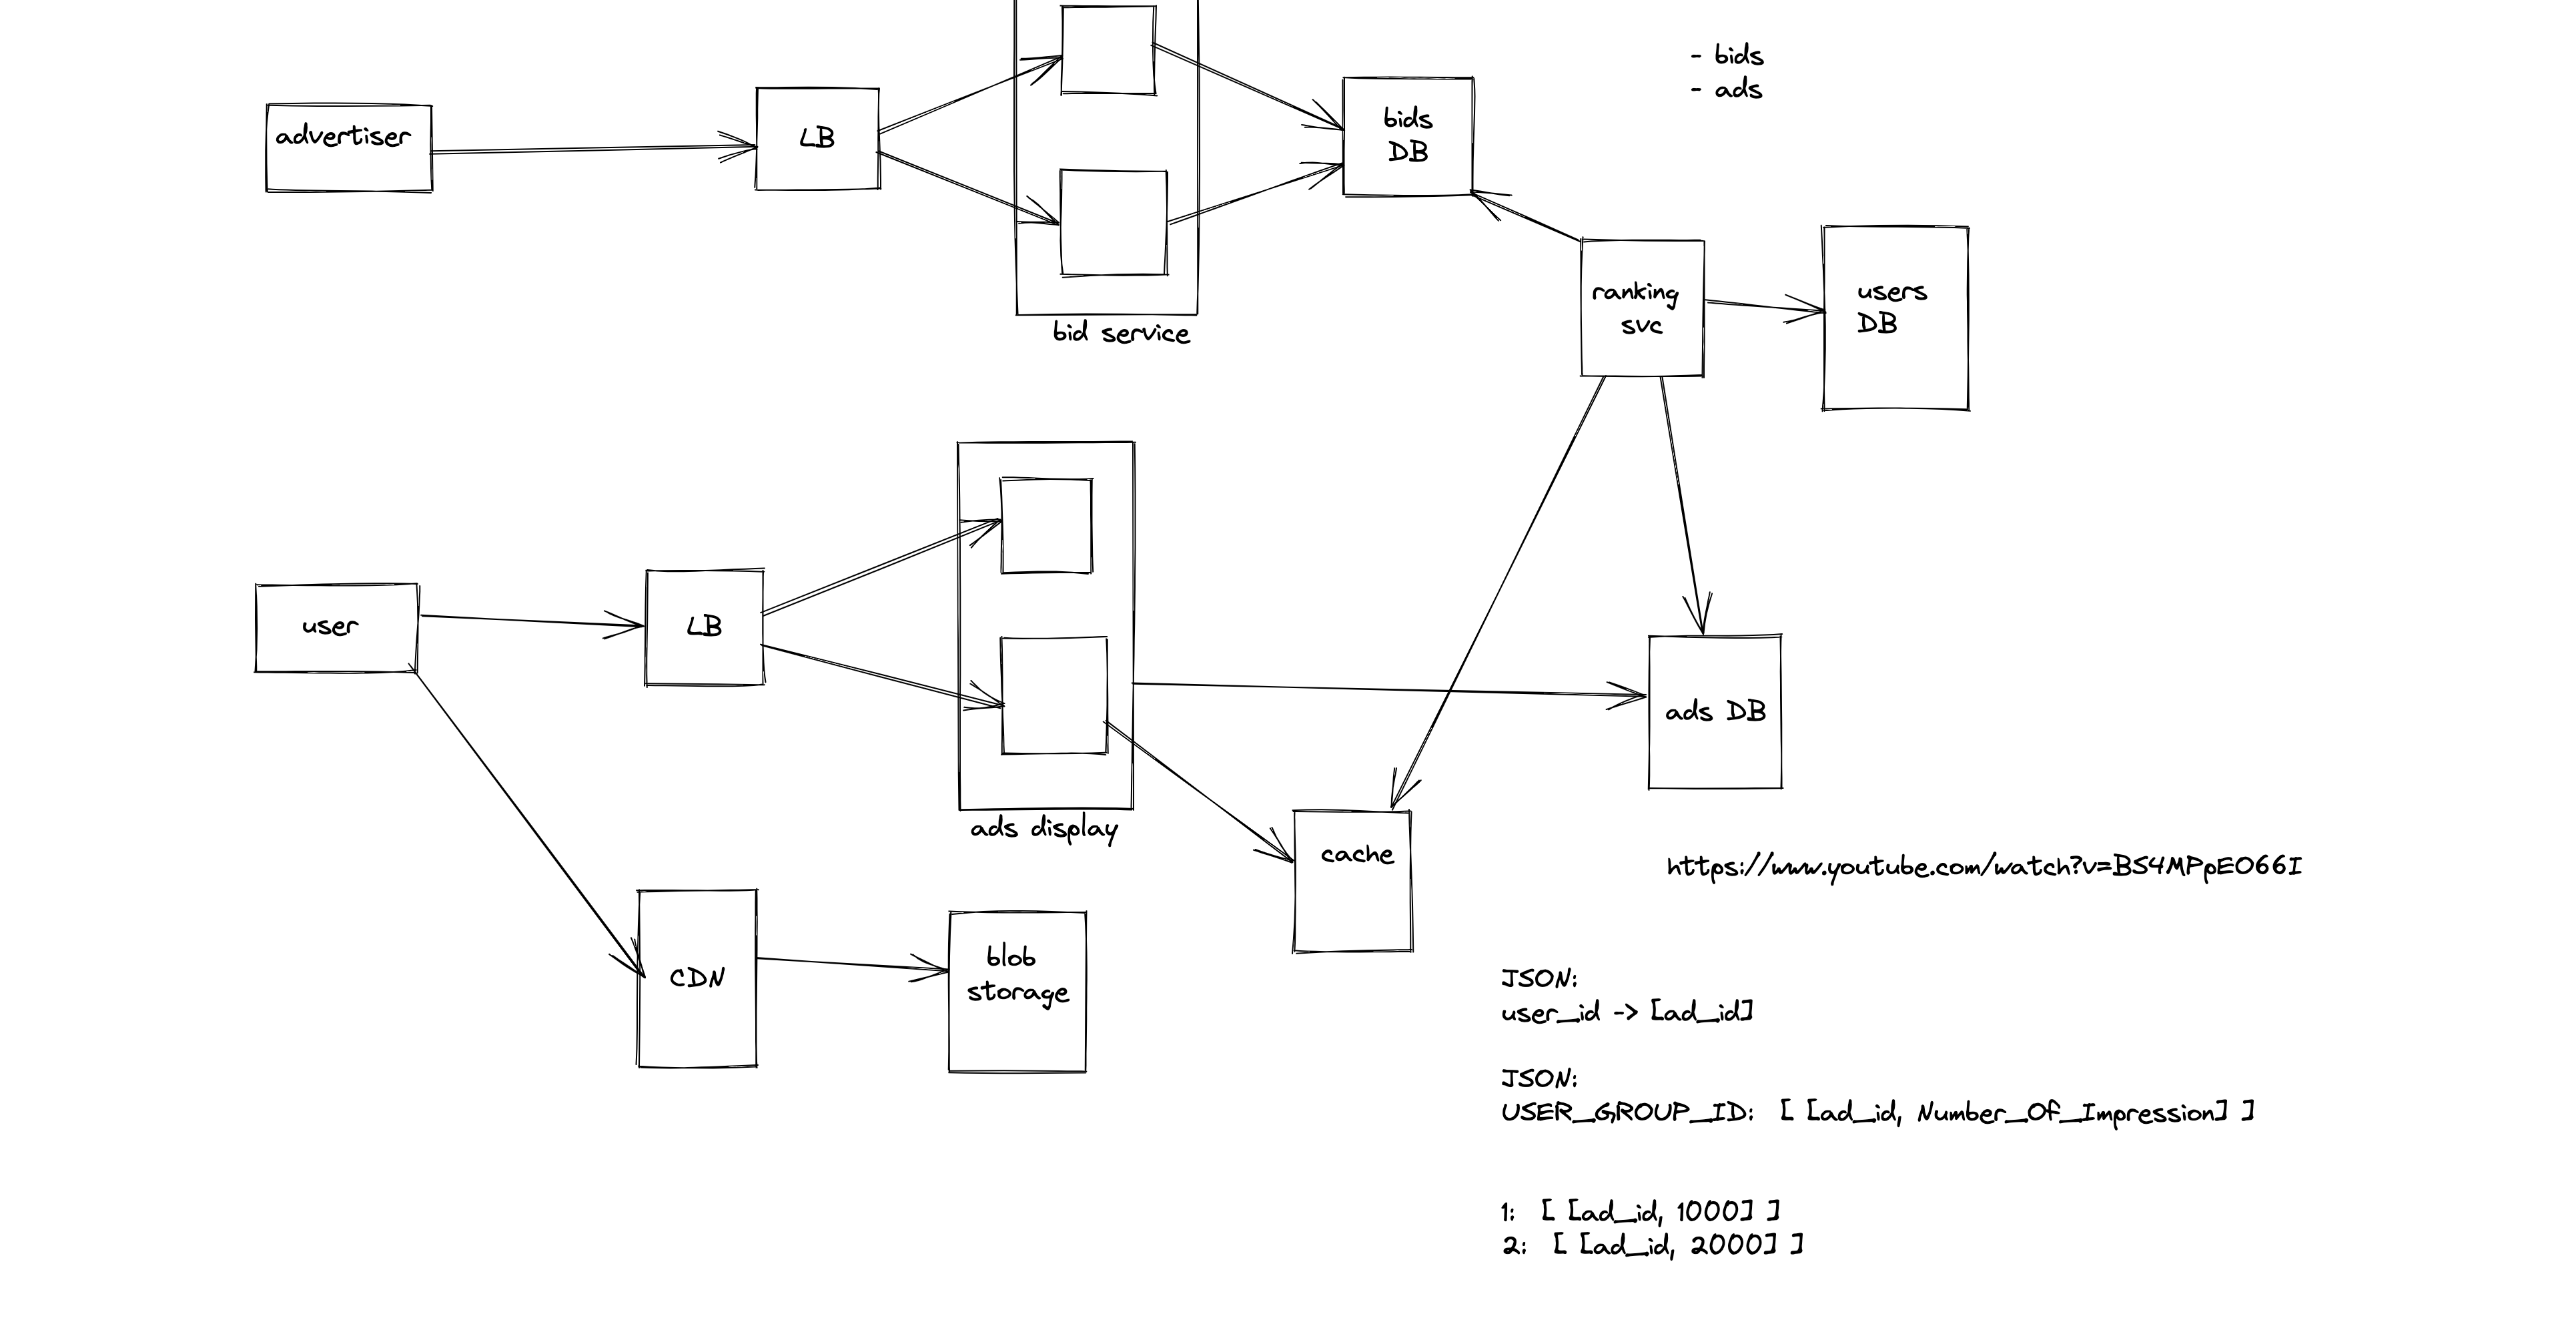 - bids
- ads
advertiser
LB
bids
DB
bid service
ranking
svc
users
DB
user
LB
ads display
ads DB
cache
https://www.youtube.com/watch?v=BS4MPpEO66I
CDN
blob
storage
JSON:
user_id -> [ad_id]
JSON:
USER_GROUP_ID: [ [ad_id, Number_Of_Impression] ]
1: [ [ad_id, 1000] ]
2: [ [ad_id, 2000] ]